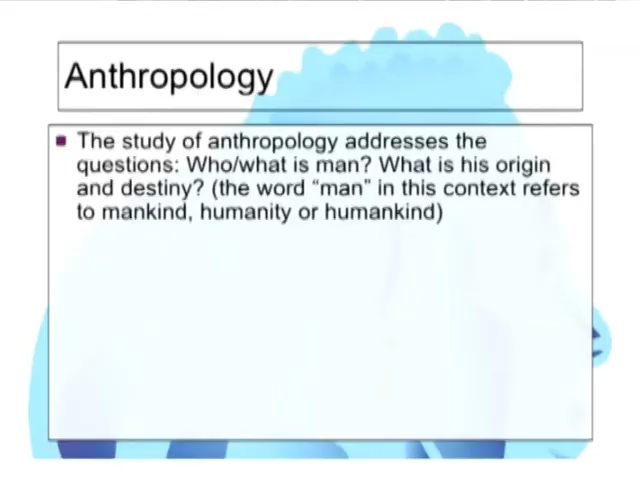 Anthropology
The study of anthropology addresses the
questions: Who/what is man? What is his origin
and destiny? (the word “man” in this context refers
to mankind, humanity or humankind)